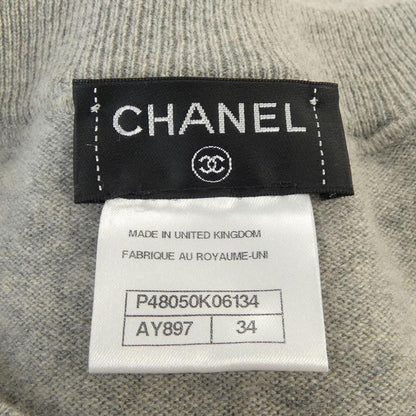 CHANEL
MADE IN UNITED KINGDOM
FABRIQUE AU ROYAUME-UNI
P48050K06134
AY897 34